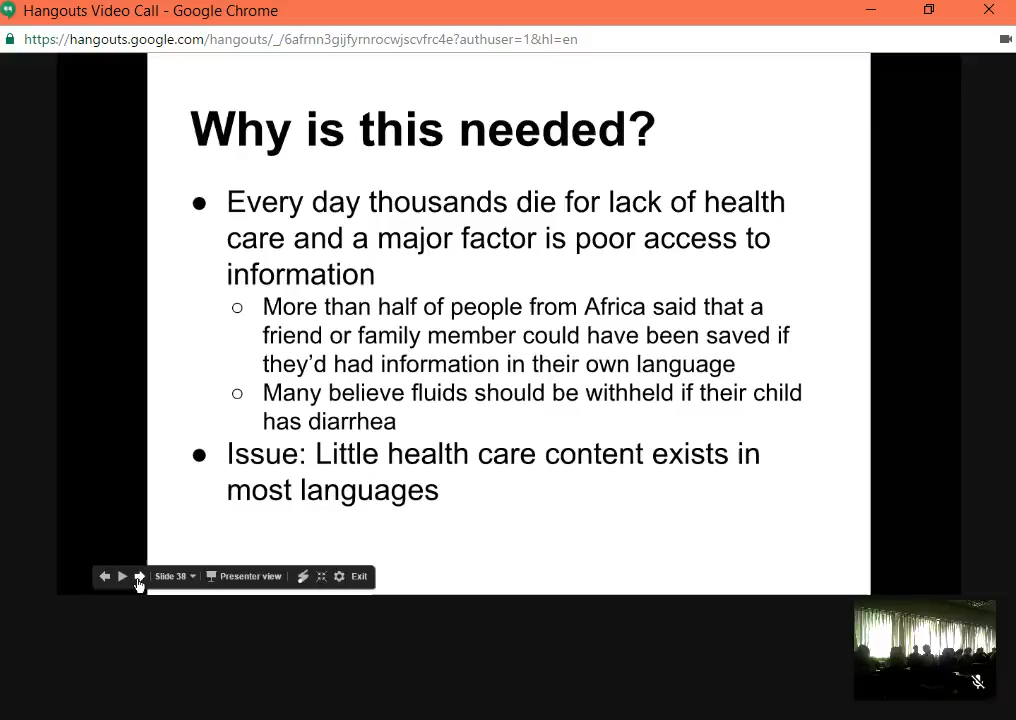 Hangouts Video Call - Google Chrome
https://hangouts.google.com/hangouts/_/6afrnn3gijfyrnrocwjscvfrc4e?authuser=1&hl=en
Why is this needed?
● Every day thousands die for lack of health
care and a major factor is poor access to
information
○ More than half of people from Africa said that a
friend or family member could have been saved if
they'd had information in their own language
○ Many believe fluids should be withheld if their child
has diarrhea
● Issue: Little health care content exists in
most languages
Slide 38 Presenter view Exit